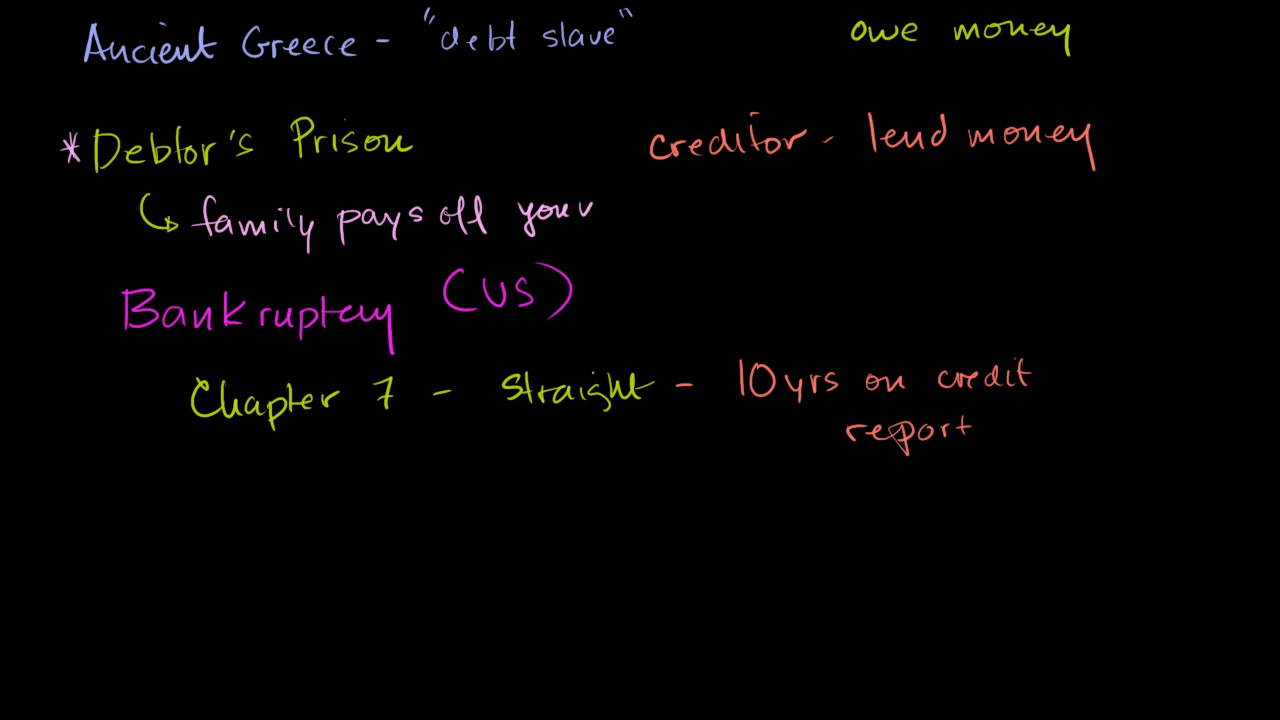 Ancient Greece - "debt slave"
owe money
* Debtor's Prison
creditor - lend money
family pays off your
Bankruptcy (US)
Chapter 7 - Straight - 10 yrs on credit
report